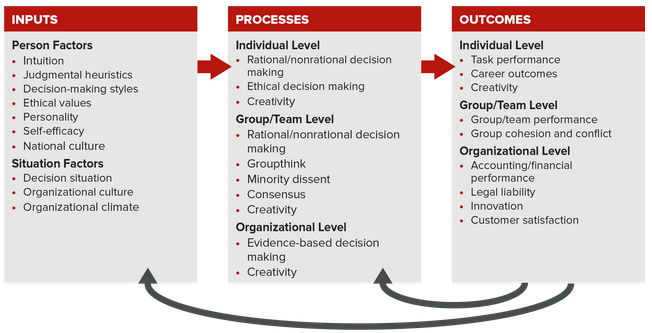 INPUTS
Person Factors
• Intuition
• Judgmental heuristics
• Decision-making styles
• Ethical values
• Personality
• Self-efficacy
• National culture
Situation Factors
• Decision situation
• Organizational culture
• Organizational climate
PROCESSES
Individual Level
• Rational/nonrational decision
making
• Ethical decision making
• Creativity
Group/Team Level
• Rational/nonrational decision
making
• Groupthink
• Minority dissent
• Consensus
• Creativity
Organizational Level
• Evidence-based decision
making
• Creativity
OUTCOMES
Individual Level
• Task performance
• Career outcomes
• Creativity
Group/Team Level
• Group/team performance
• Group cohesion and conflict
Organizational Level
• Accounting/financial
performance
• Legal liability
• Innovation
• Customer satisfaction